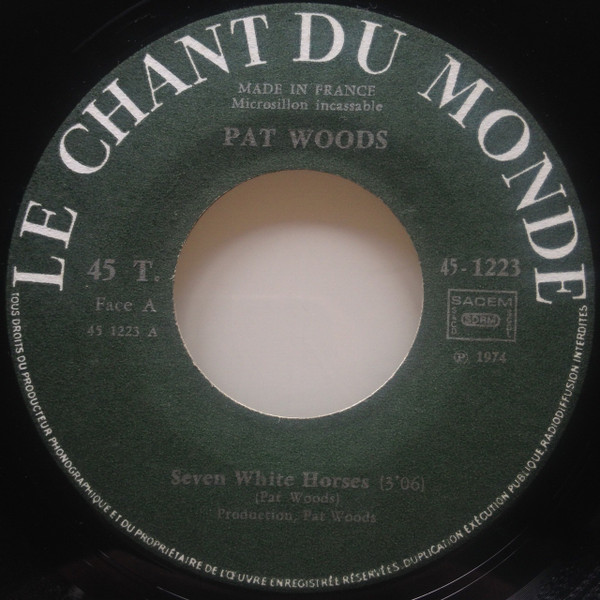 LE CHANT DU MONDE
MADE IN FRANCE
Microsillon incassable
PAT WOODS
45 T.
Face A
45 1223 A
45-1223
SACEM
SDRM
℗ 1974
Seven White Horses (3'06)
(Pat Woods)
Production, Pat Woods
TOUS DROITS DU PRODUCTEUR PHONOGRAPHIQUE ET DU PROPRIÉTAIRE DE L'ŒUVRE ENREGISTRÉE RÉSERVÉS. DUPLICATION EXÉCUTION PUBLIQUE, RADIODIFFUSION INTERDITES